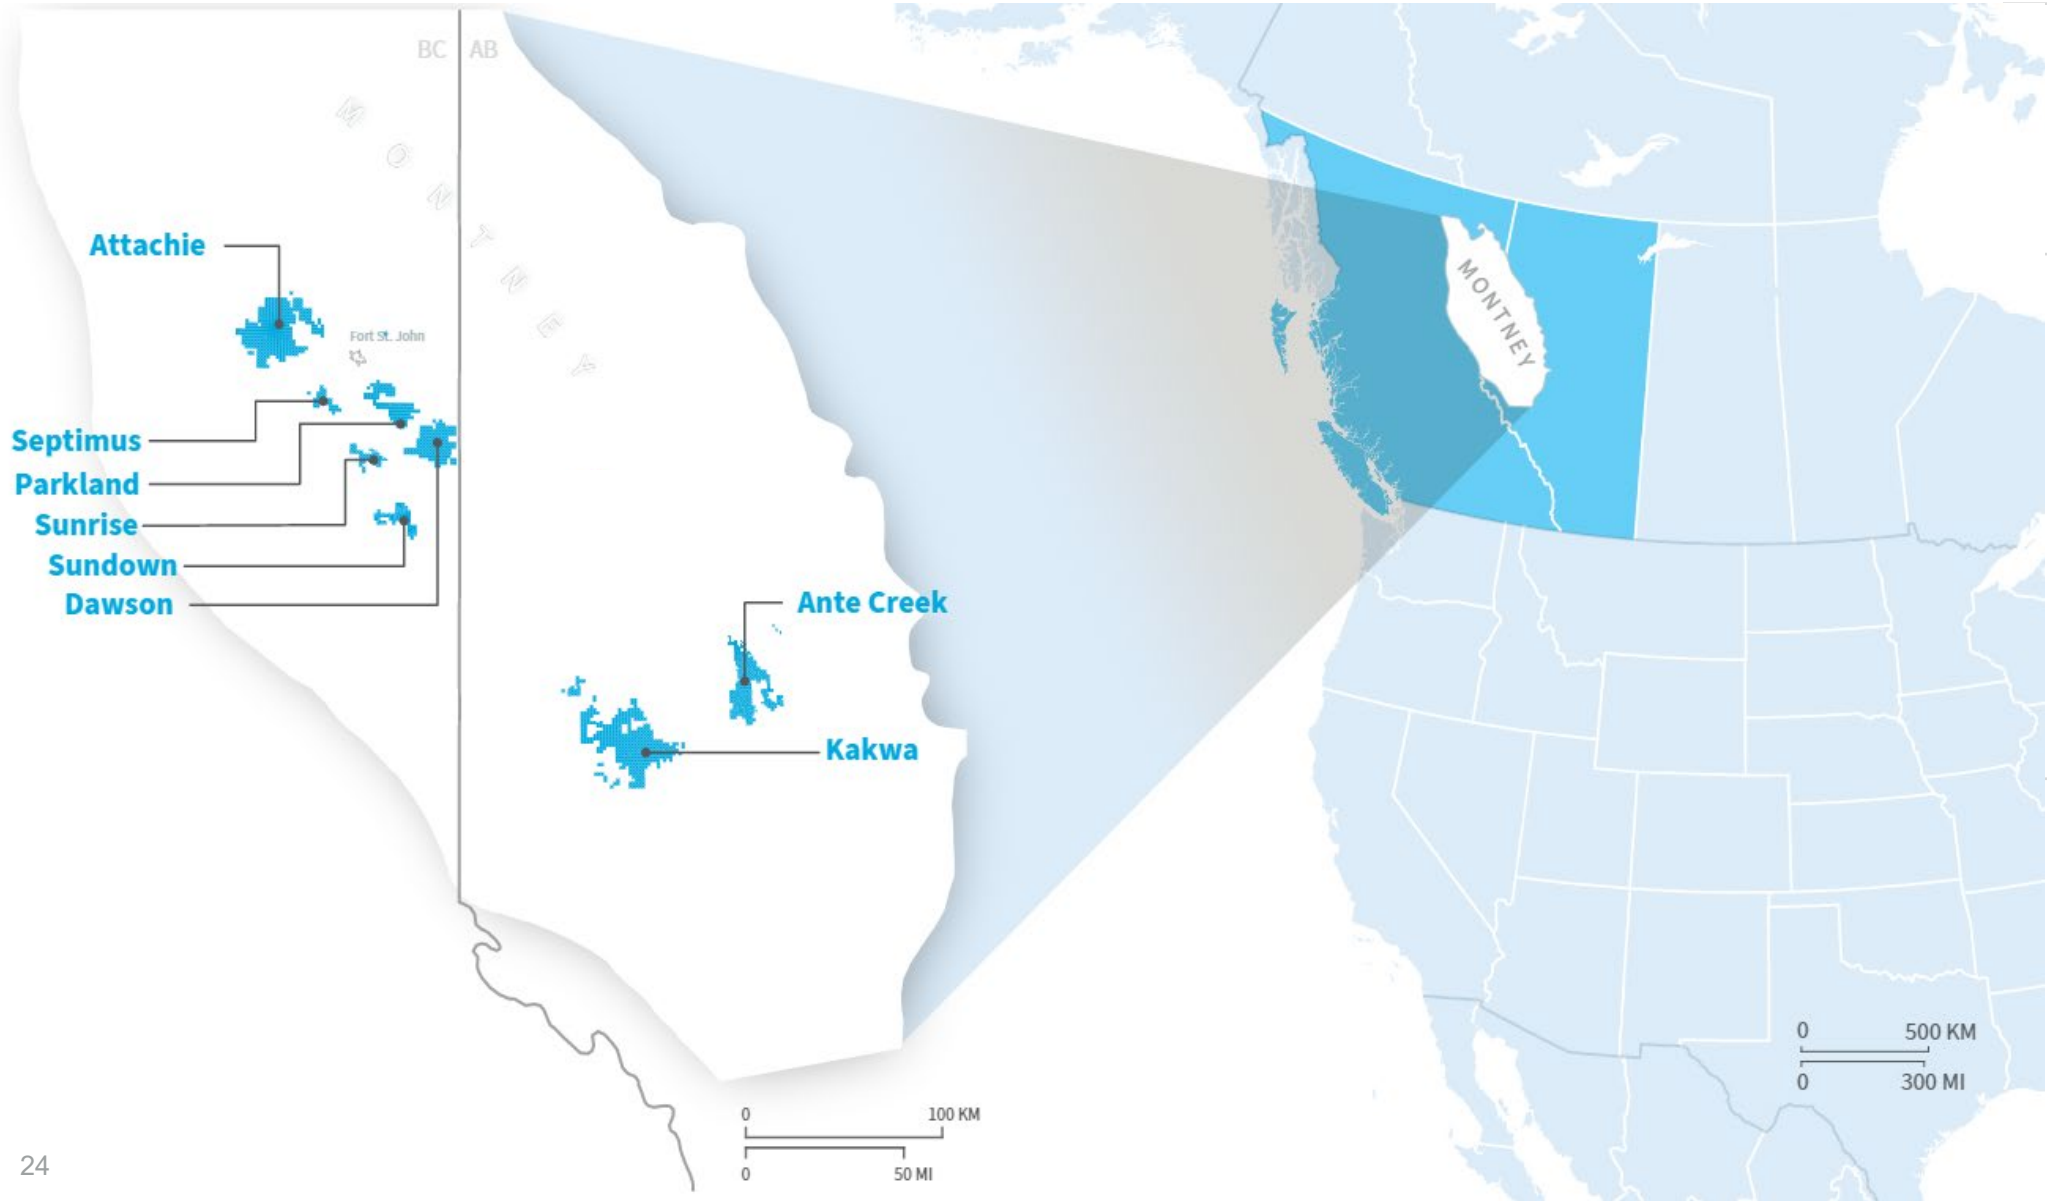 BC AB
MONTNEY
Attachie
Fort St. John
Septimus
Parkland
Sunrise
Sundown
Dawson
Ante Creek
Kakwa
MONTNEY
0 500 KM
0 300 MI
0 100 KM
0 50 MI
24